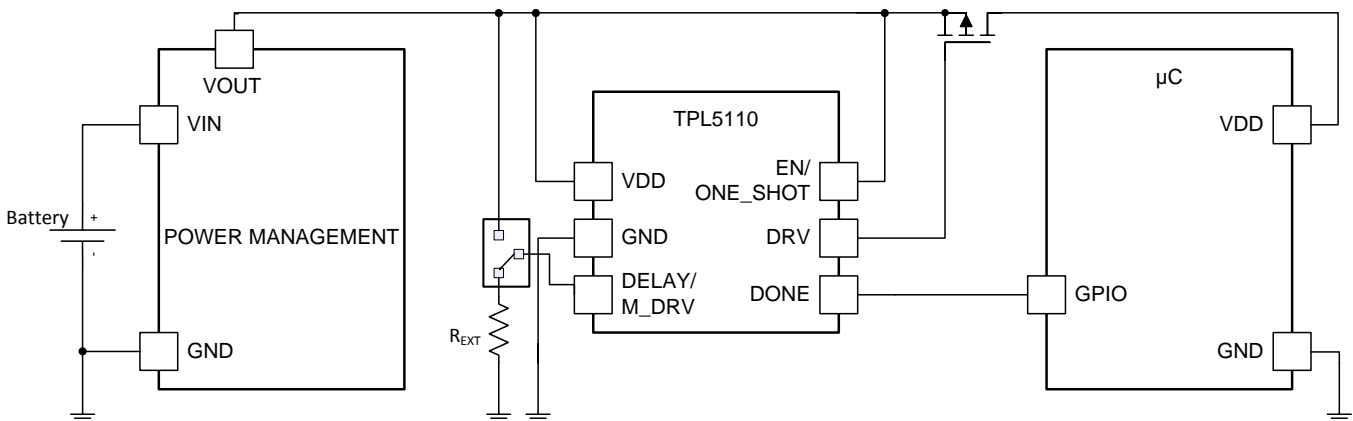 VOUT
VIN
Battery
+
-
POWER MANAGEMENT
GND
TPL5110
VDD
GND
DELAY/
M_DRV
EN/
ONE_SHOT
DRV
DONE
REXT
µC
VDD
GPIO
GND